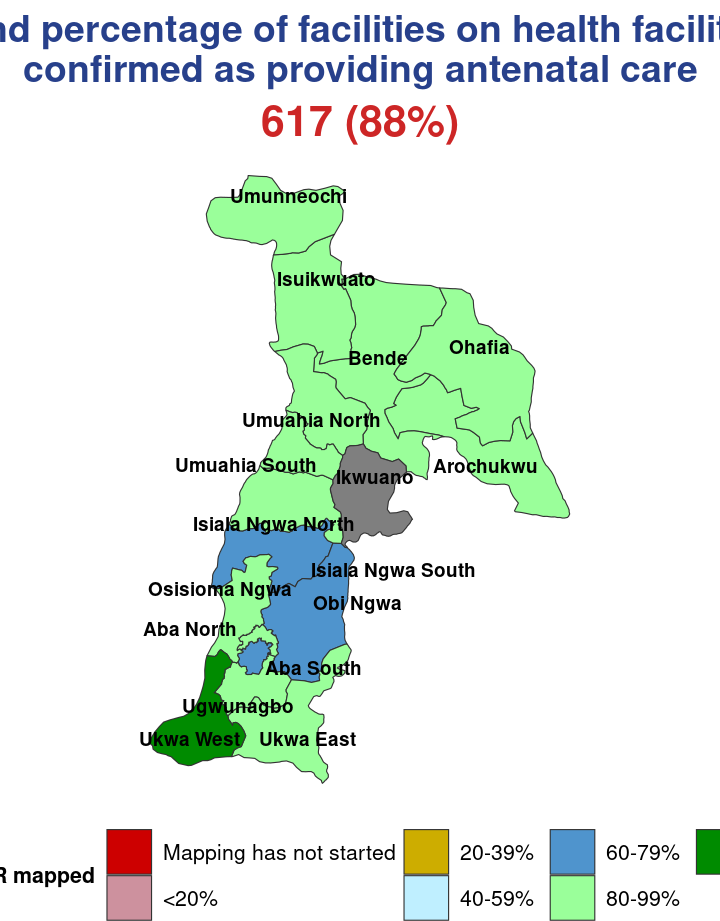 nd percentage of facilities on health facilit
confirmed as providing antenatal care
617 (88%)
Umunneochi
Isuikwuato
Ohafia
Bende
Umuahia North
Umuahia South
Arochukwu
Ikwuano
Isiala Ngwa North
Isiala Ngwa South
Osisioma Ngwa
Obi Ngwa
Aba North
Aba South
Ugwunagbo
Ukwa West
Ukwa East
R mapped
Mapping has not started
20-39%
60-79%
<20%
40-59%
80-99%